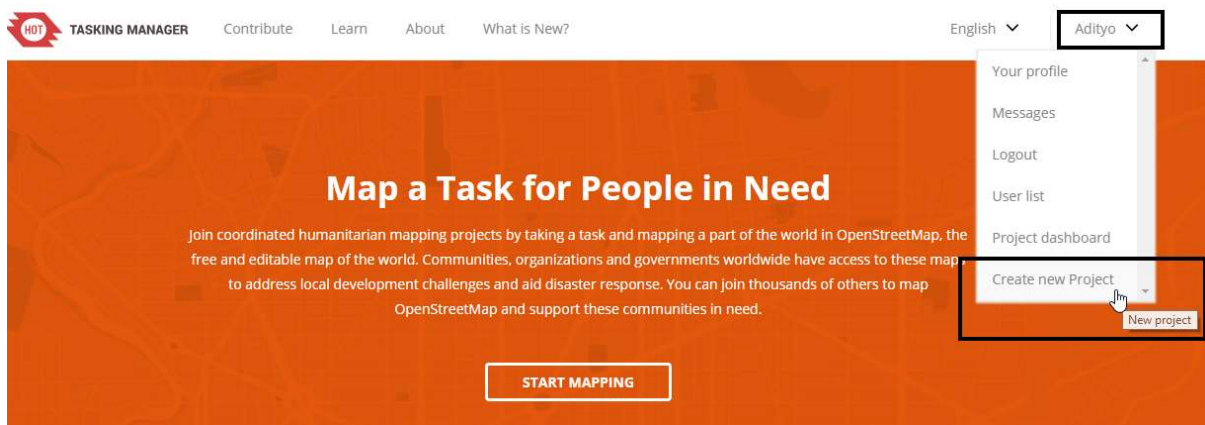 HOT TASKING MANAGER Contribute Learn About What is New? English Adityo
Your profile
Messages
Logout
User list
Project dashboard
Create new Project
New project
Map a Task for People in Need
Join coordinated humanitarian mapping projects by taking a task and mapping a part of the world in OpenStreetMap, the
free and editable map of the world. Communities, organizations and governments worldwide have access to these maps
to address local development challenges and aid disaster response. You can join thousands of others to map
OpenStreetMap and support these communities in need.
START MAPPING